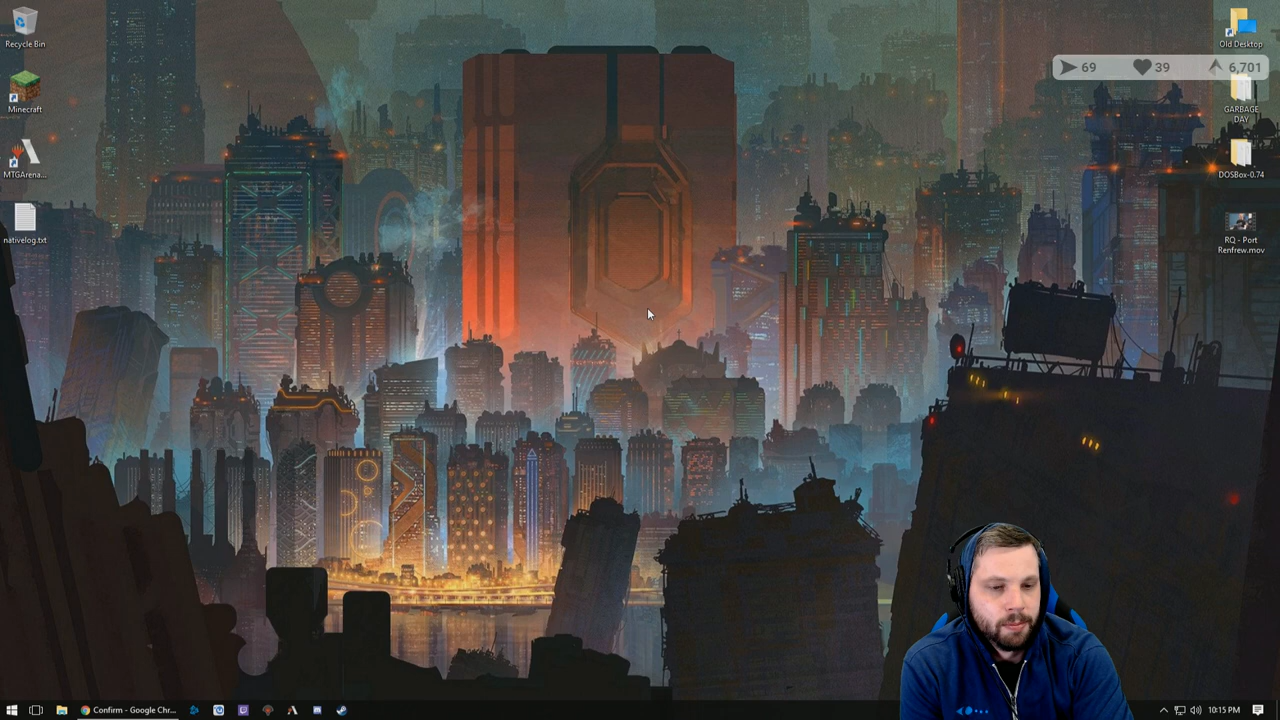 Recycle Bin
Minecraft
MTGArena...
nativelog.txt
Old Desktop
69 39 6,701
GARBAGE
DAY
DOSBox-0.74
RQ - Port
Renfrew.mov
Confirm - Google Chr...
10:15 PM